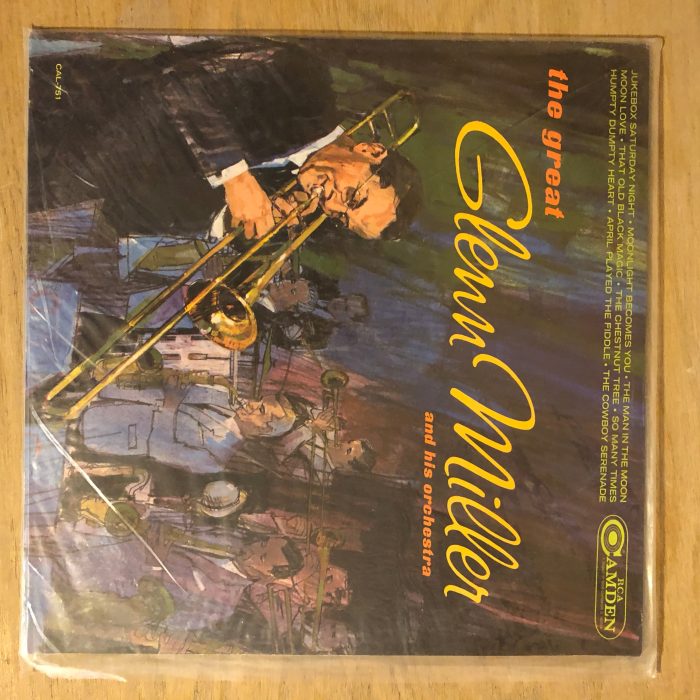 JUKEBOX SATURDAY NIGHT • MOONLIGHT BECOMES YOU • THE MAN IN THE MOON
MOON LOVE • THAT OLD BLACK MAGIC • THE CHESTNUT TREE • SO MANY TIMES
HUMPTY DUMPTY HEART • APRIL PLAYED THE FIDDLE • THE COWBOY SERENADE
RCA
CAMDEN
the great
Glenn Miller
and his orchestra
CAL-751